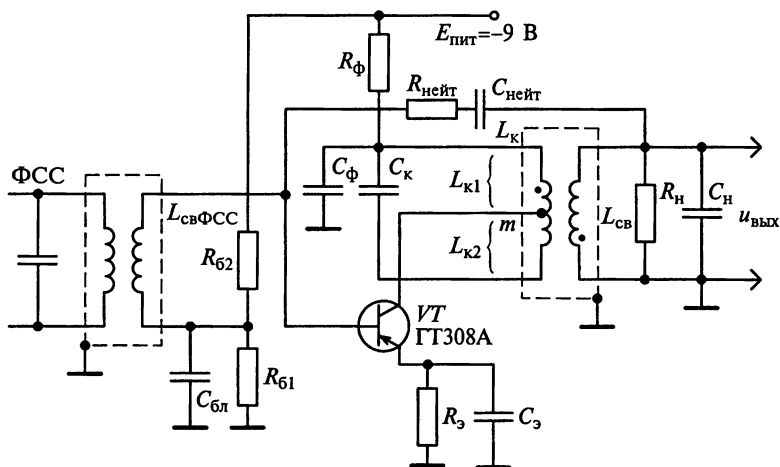 Eпит=–9 В
Rф
Rнейт
Cнейт
Lк
ФСС
Cф
Cк
Lк1
LсвФСС
m
Lсв
Rн
Cн
uвых
Rб2
Lк2
VT
ГТ308А
Cбл
Rб1
Rэ
Cэ